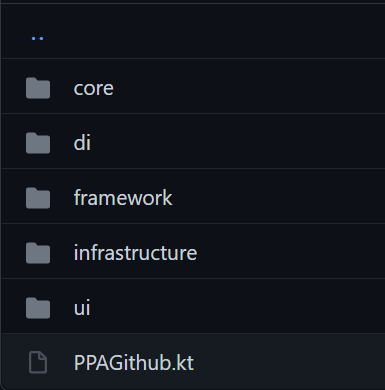 ..
core
di
framework
infrastructure
ui
PPAGithub.kt